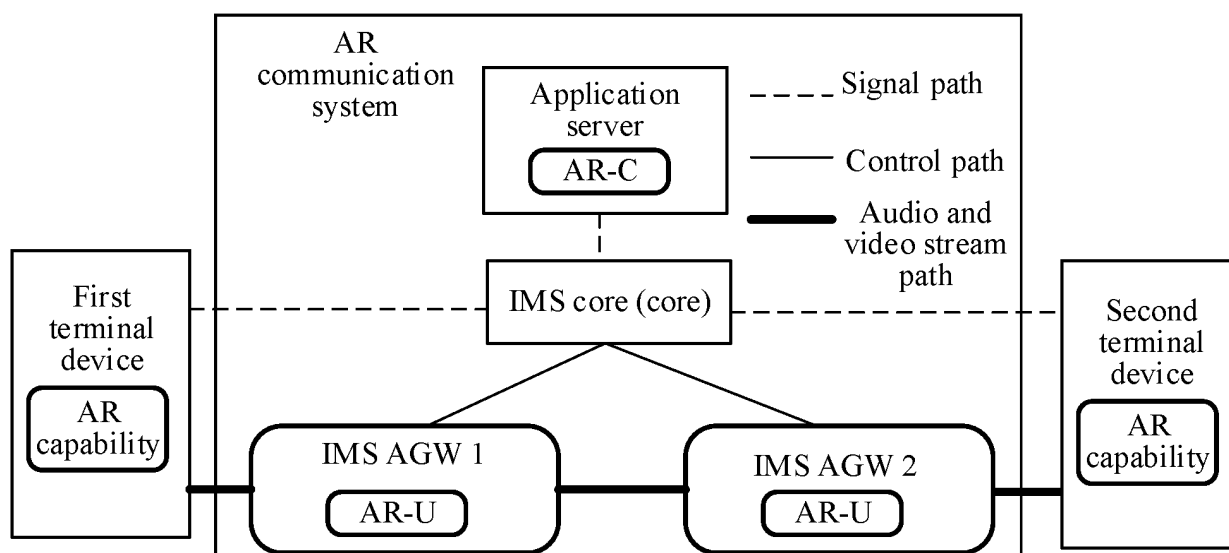 AR
communication
system
Application
server
AR-C
Signal path
Control path
Audio and
video stream
path
First
terminal
device
AR
capability
IMS core (core)
Second
terminal
device
AR
capability
IMS AGW 1
AR-U
IMS AGW 2
AR-U